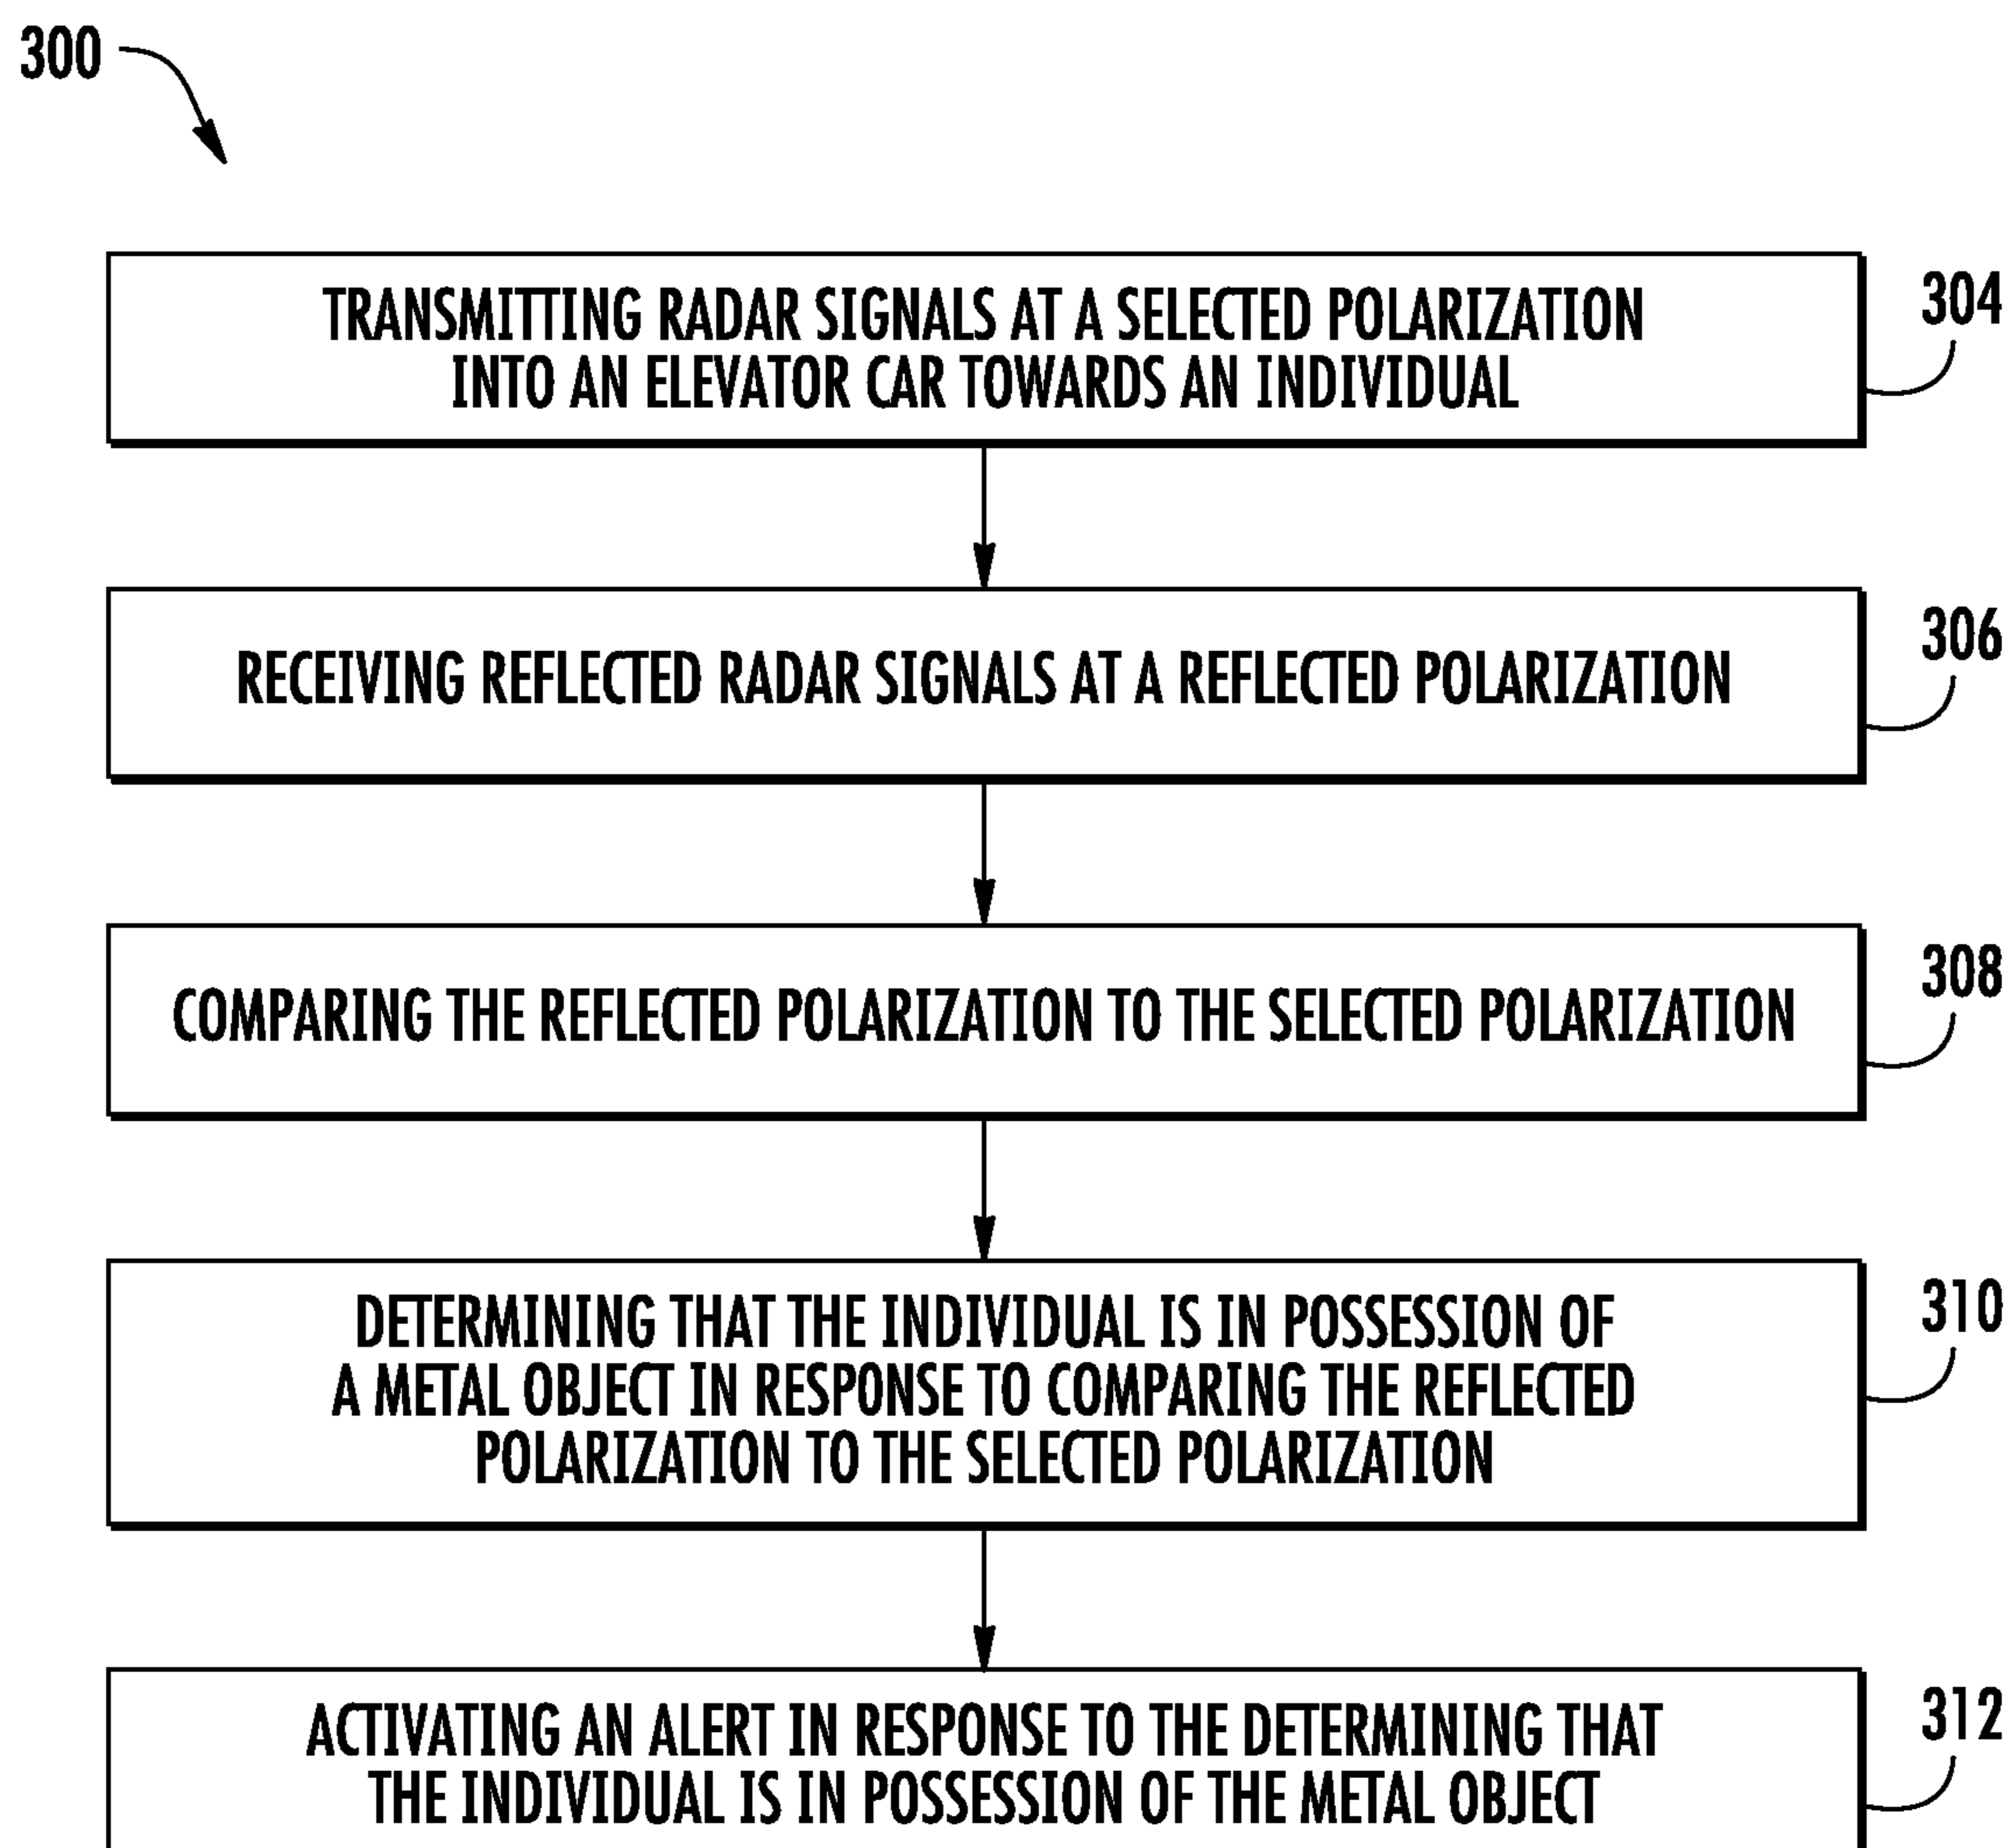 300
TRANSMITTING RADAR SIGNALS AT A SELECTED POLARIZATION
INTO AN ELEVATOR CAR TOWARDS AN INDIVIDUAL
304
RECEIVING REFLECTED RADAR SIGNALS AT A REFLECTED POLARIZATION
306
COMPARING THE REFLECTED POLARIZATION TO THE SELECTED POLARIZATION
308
DETERMINING THAT THE INDIVIDUAL IS IN POSSESSION OF
A METAL OBJECT IN RESPONSE TO COMPARING THE REFLECTED
POLARIZATION TO THE SELECTED POLARIZATION
310
ACTIVATING AN ALERT IN RESPONSE TO THE DETERMINING THAT
THE INDIVIDUAL IS IN POSSESSION OF THE METAL OBJECT
312